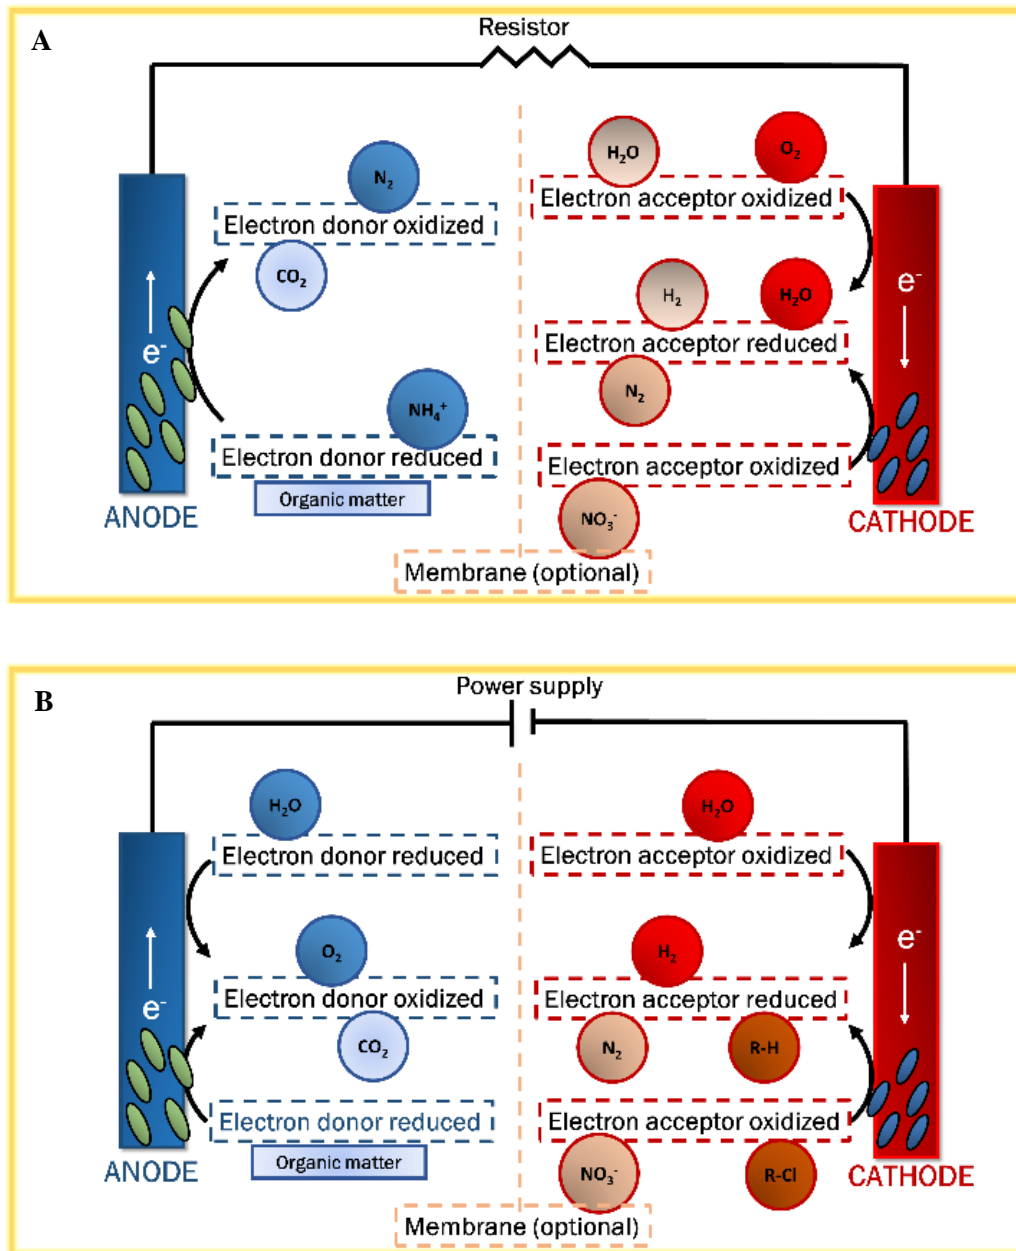 A
Resistor
H₂O
O₂
N₂
Electron acceptor oxidized
Electron donor oxidized
CO₂
e⁻
H₂
H₂O
Electron acceptor reduced
e⁻
N₂
NH₄⁺
Electron donor reduced
Electron acceptor oxidized
Organic matter
ANODE
NO₃⁻
CATHODE
Membrane (optional)
B
Power supply
H₂O
H₂O
Electron donor reduced
Electron acceptor oxidized
O₂
H₂
e⁻
e⁻
Electron donor oxidized
Electron acceptor reduced
CO₂
N₂
R-H
Electron donor reduced
Electron acceptor oxidized
Organic matter
ANODE
NO₃⁻
R-Cl
CATHODE
Membrane (optional)